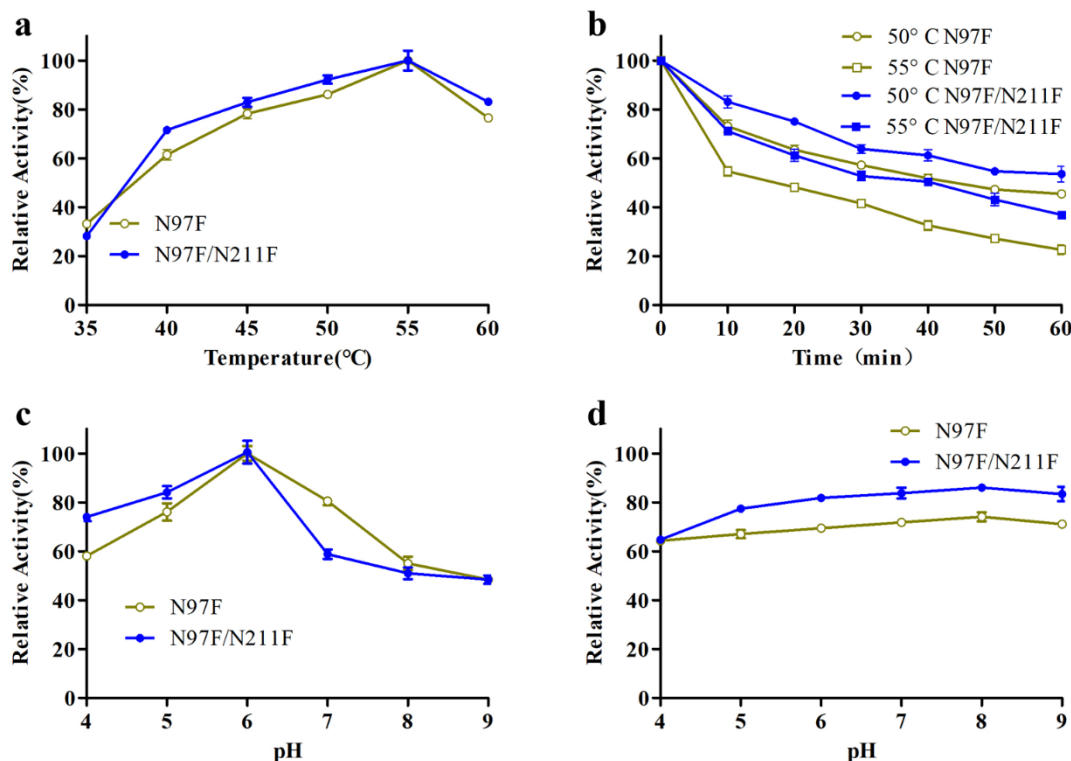 a
Relative Activity(%)
100
80
60
40
20
0
N97F
N97F/N211F
35 40 45 50 55 60
Temperature(°C)
b
Relative Activity(%)
100
80
60
40
20
0
50° C N97F
55° C N97F
50° C N97F/N211F
55° C N97F/N211F
0 10 20 30 40 50 60
Time（min）
c
Relative Activity(%)
100
80
60
40
20
0
N97F
N97F/N211F
4 5 6 7 8 9
pH
d
Relative Activity(%)
100
80
60
40
20
0
N97F
N97F/N211F
4 5 6 7 8 9
pH